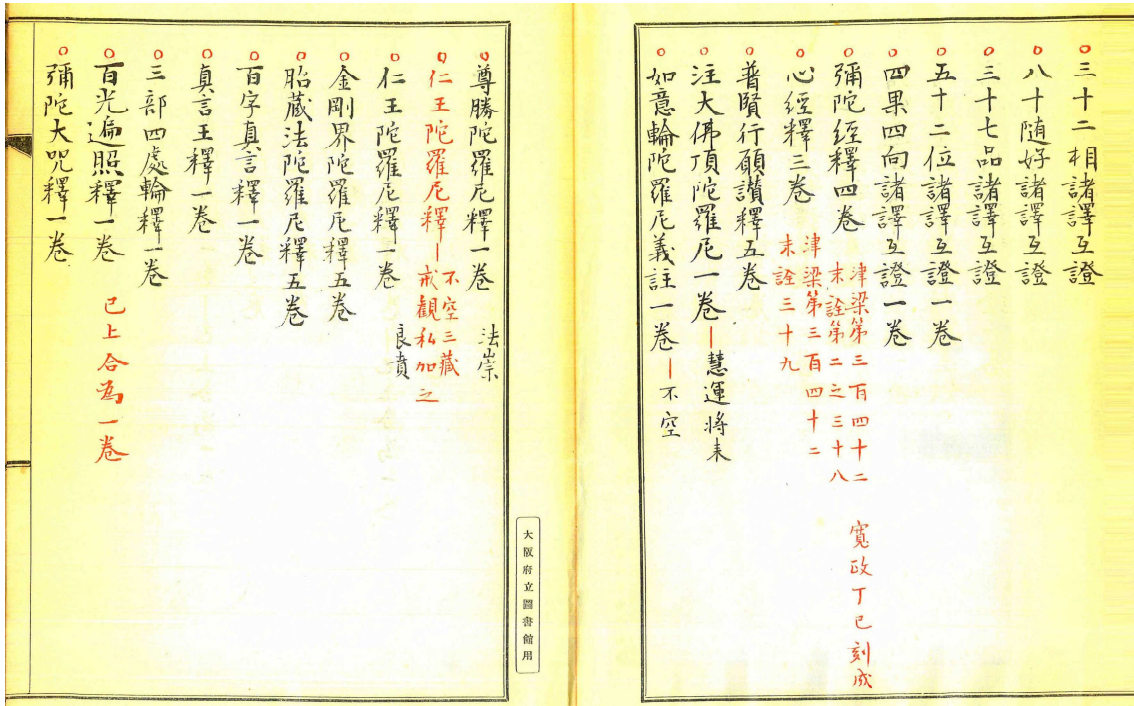 ○三十二相諸譯互證
○八十随好諸譯互證
○三十七品諸譯互證
○五十二位諸譯互證一卷
○四果四向諸譯互證一卷
○彌陀經釋四卷
津梁第三百四十二
末詮第二之三十八
寛政丁巳刻成
○心經釋三卷
津梁第三百四十二
末詮三十九
普賢行願讃釋五卷
○注大佛頂陀羅尼一卷―慧運将来
○如意輪陀羅尼義註一卷―不空
○尊勝陀羅尼釋一卷 法崇
○仁王陀羅尼釋―不空三藏
戒觀私加之
○仁王陀羅尼釋一卷 良賁
○金剛界陀羅尼釋五卷
○胎藏法陀羅尼釋五卷
○百字真言釋一卷
○真言王釋一卷
○三部四處輪釋一卷
○百光遍照釋一卷
已上合為一卷
○彌陀大咒釋一卷
大阪府立圖書館用